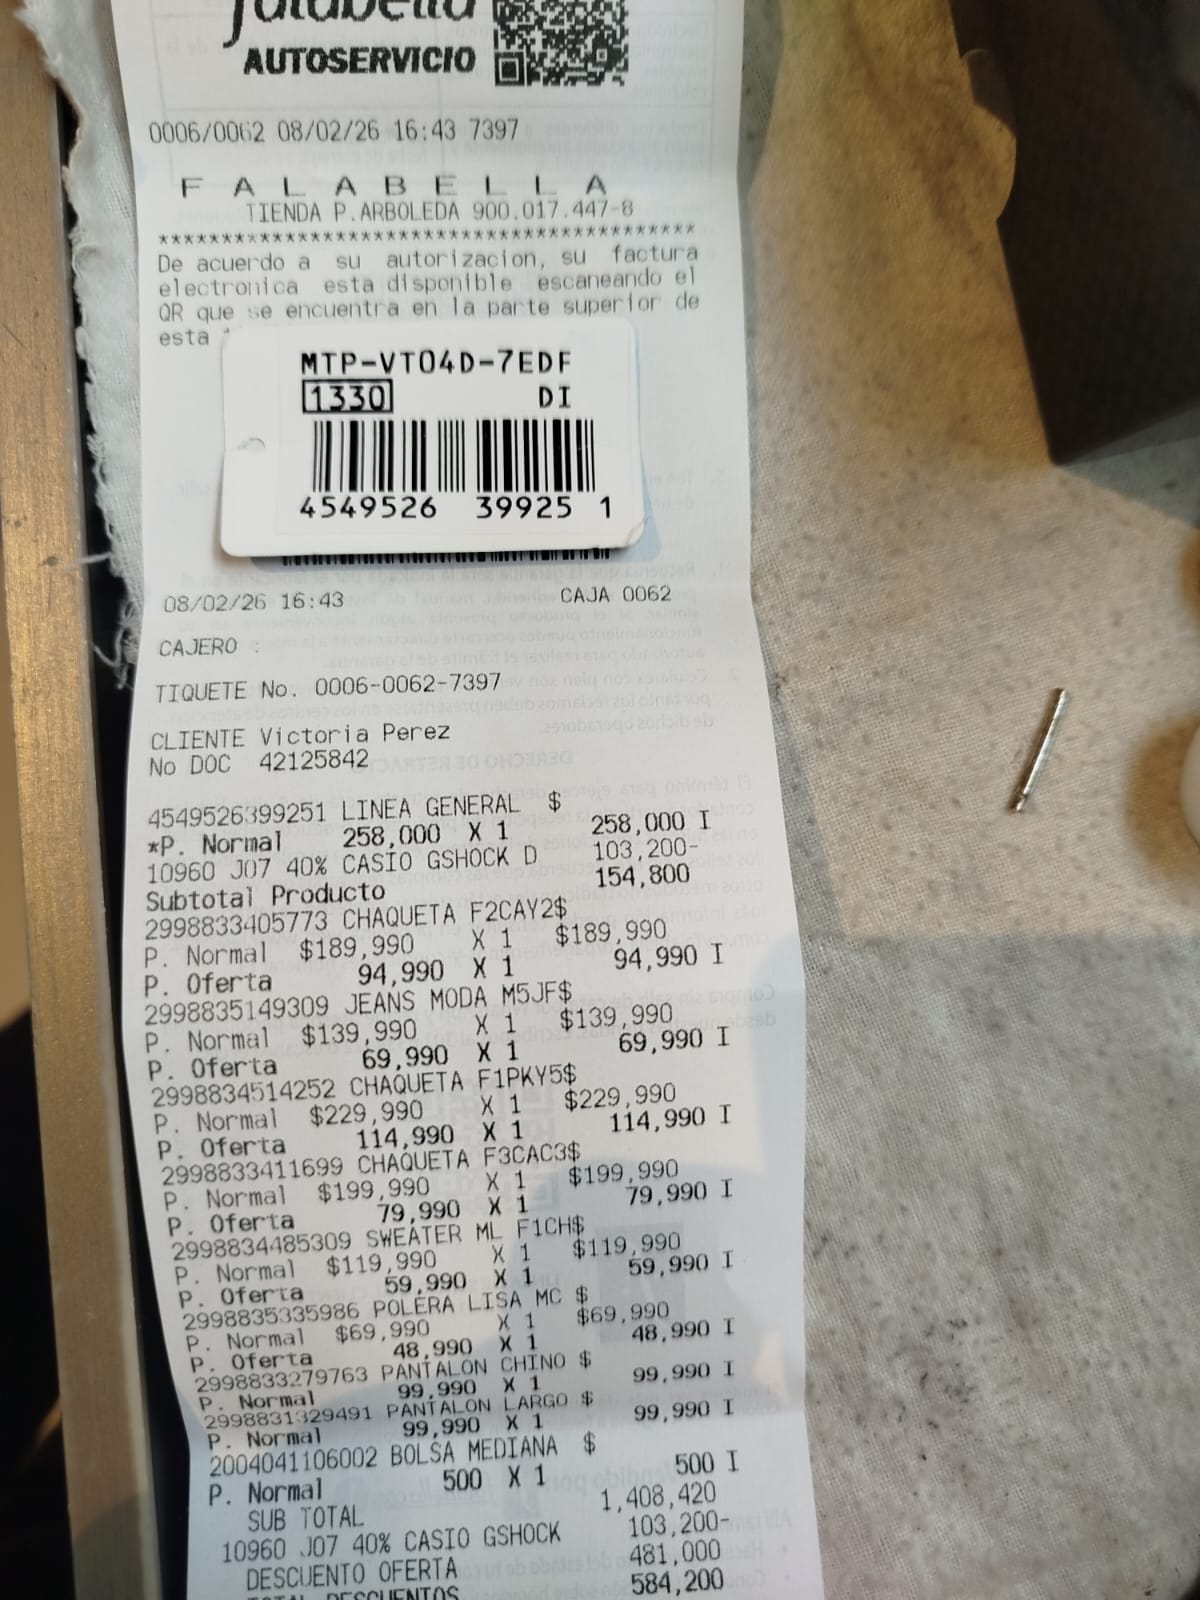 falabella
AUTOSERVICIO
0006/0062 08/02/26 16:43 7397
F A L A B E L L A
TIENDA P.ARBOLEDA 900.017.447-8
*******************************************
De acuerdo a su autorizacion, su factura
electronica esta disponible escaneando el
QR que se encuentra en la parte superior de
esta
MTP-VT04D-7EDF
1330 DI
4549526 39925 1
08/02/26 16:43 CAJA 0062
CAJERO :
TIQUETE No. 0006-0062-7397
CLIENTE Victoria Perez
No DOC 42125842
4549526399251 LINEA GENERAL $
*P. Normal 258,000 X 1 258,000 I
10960 J07 40% CASIO GSHOCK D 103,200-
Subtotal Producto 154,800
2998833405773 CHAQUETA F2CAY2$
P. Normal $189,990 X 1 $189,990
P. Oferta 94,990 X 1 94,990 I
2998835149309 JEANS MODA M5JF$
P. Normal $139,990 X 1 $139,990
P. Oferta 69,990 X 1 69,990 I
2998834514252 CHAQUETA F1PKY5$
P. Normal $229,990 X 1 $229,990
P. Oferta 114,990 X 1 114,990 I
2998833411699 CHAQUETA F3CAC3$
P. Normal $199,990 X 1 $199,990
P. Oferta 79,990 X 1 79,990 I
2998834485309 SWEATER ML F1CH$
P. Normal $119,990 X 1 $119,990
P. Oferta 59,990 X 1 59,990 I
2998835335986 POLERA LISA MC $
P. Normal $69,990 X 1 $69,990
P. Oferta 48,990 X 1 48,990 I
2998833279763 PANTALON CHINO $
P. Normal 99,990 X 1 99,990 I
2998831329491 PANTALON LARGO $
P. Normal 99,990 X 1 99,990 I
2004041106002 BOLSA MEDIANA $
P. Normal 500 X 1 500 I
SUB TOTAL 1,408,420
10960 J07 40% CASIO GSHOCK 103,200-
DESCUENTO OFERTA 481,000
TOTAL DESCUENTOS 584,200